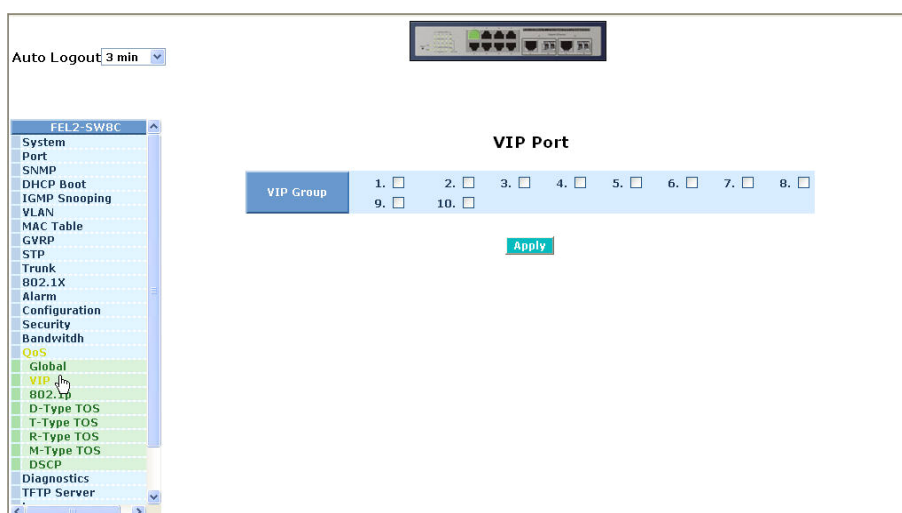 Auto Logout 3 min
FEL2-SW8C
System
Port
SNMP
DHCP Boot
IGMP Snooping
VLAN
MAC Table
GVRP
STP
Trunk
802.1X
Alarm
Configuration
Security
Bandwitdh
QoS
Global
VIP
802.1p
D-Type TOS
T-Type TOS
R-Type TOS
M-Type TOS
DSCP
Diagnostics
TFTP Server
VIP Port
VIP Group
1. 2. 3. 4. 5. 6. 7. 8.
9. 10.
Apply